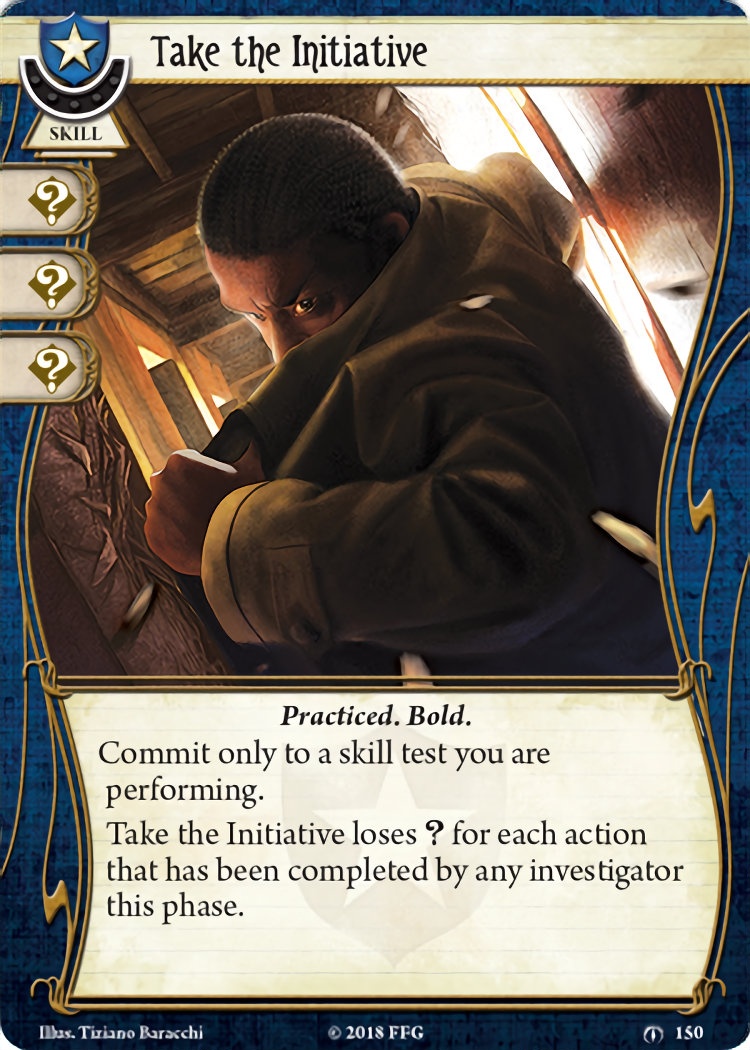 Take the Initiative
SKILL
?
?
?
Practiced. Bold.
Commit only to a skill test you are
performing.
Take the Initiative loses ? for each action
that has been completed by any investigator
this phase.
Illus. Tiziano Baracchi
© 2018 FFG
150